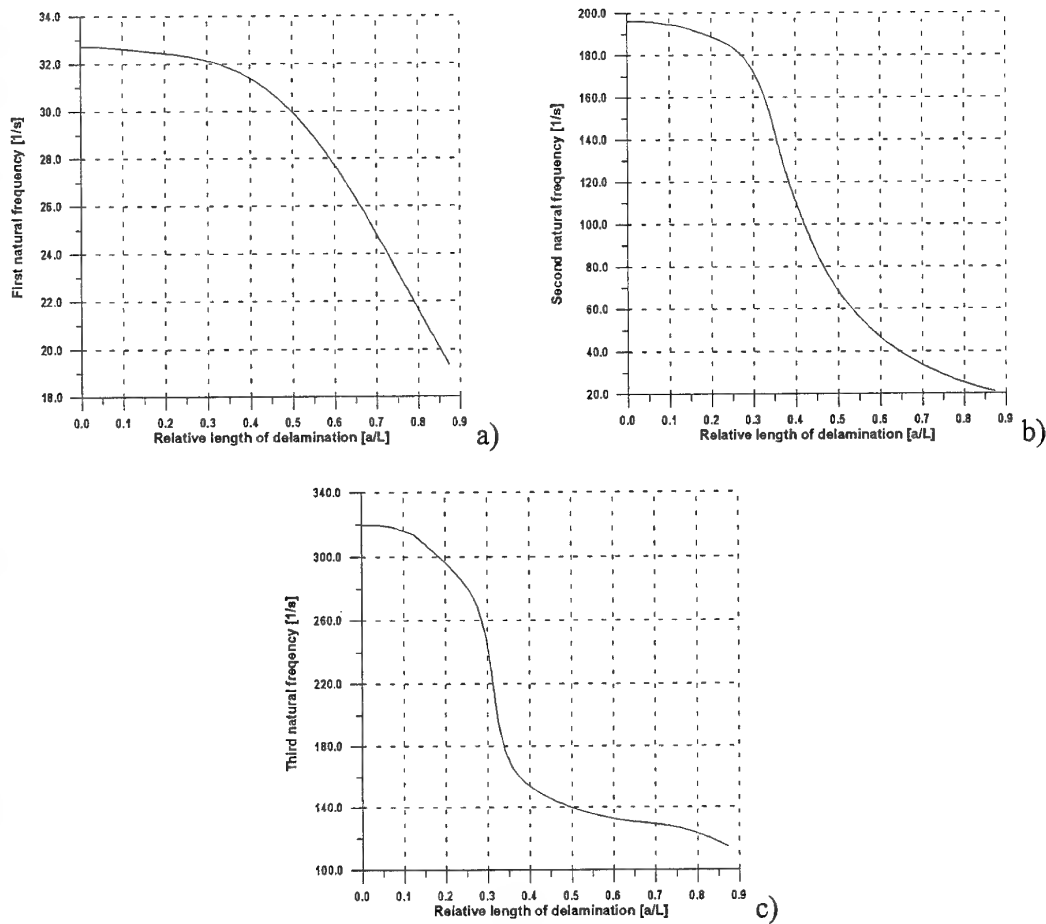 34.0
32.0
30.0
28.0
26.0
24.0
22.0
20.0
18.0
First natural frequency [1/s]
0.0 0.1 0.2 0.3 0.4 0.5 0.6 0.7 0.8 0.9
Relative length of delamination [a/L]
a)
200.0
180.0
160.0
140.0
120.0
100.0
80.0
60.0
40.0
20.0
Second natural frequency [1/s]
0.0 0.1 0.2 0.3 0.4 0.5 0.6 0.7 0.8 0.9
Relative length of delamination [a/L]
b)
340.0
300.0
260.0
220.0
180.0
140.0
100.0
Third natural freqency [1/s]
0.0 0.1 0.2 0.3 0.4 0.5 0.6 0.7 0.8 0.9
Relative length of delamination [a/L]
c)